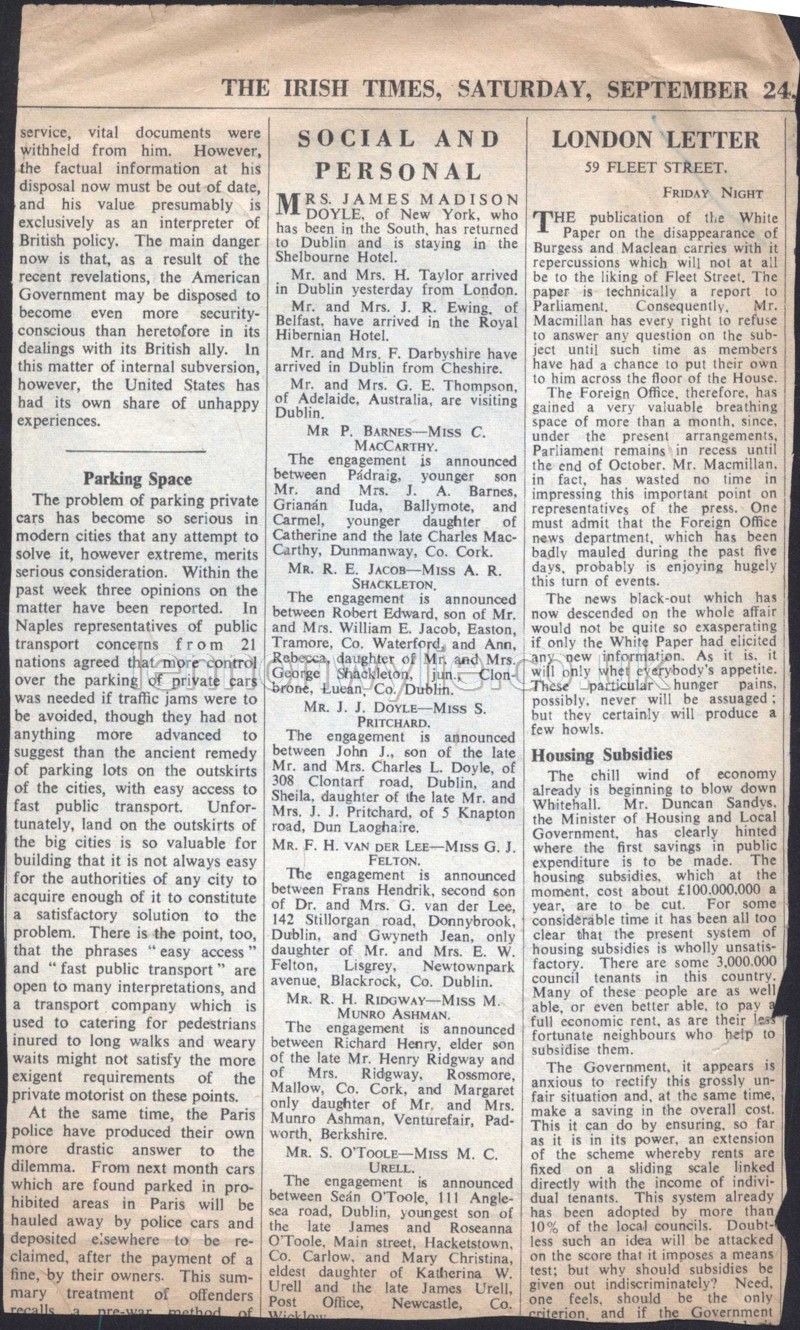 THE IRISH TIMES, SATURDAY, SEPTEMBER 24.
service, vital documents were
withheld from him. However,
the factual information at his
disposal now must be out of date,
and his value presumably is
exclusively as an interpreter of
British policy. The main danger
now is that, as a result of the
recent revelations, the American
Government may be disposed to
become even more security-
conscious than heretofore in its
dealings with its British ally. In
this matter of internal subversion,
however, the United States has
had its own share of unhappy
experiences.
Parking Space
The problem of parking private
cars has become so serious in
modern cities that any attempt to
solve it, however extreme, merits
serious consideration. Within the
past week three opinions on the
matter have been reported. In
Naples representatives of public
transport concerns from 21
nations agreed that more control
over the parking of private cars
was needed if traffic jams were to
be avoided, though they had not
anything more advanced to
suggest than the ancient remedy
of parking lots on the outskirts
of the cities, with easy access to
fast public transport. Unfor-
tunately, land on the outskirts of
the big cities is so valuable for
building that it is not always easy
for the authorities of any city to
acquire enough of it to constitute
a satisfactory solution to the
problem. There is the point, too,
that the phrases "easy access"
and "fast public transport" are
open to many interpretations, and
a transport company which is
used to catering for pedestrians
inured to long walks and weary
waits might not satisfy the more
exigent requirements of the
private motorist on these points.
At the same time, the Paris
police have produced their own
more drastic answer to the
dilemma. From next month cars
which are found parked in pro-
hibited areas in Paris will be
hauled away by police cars and
deposited elsewhere to be re-
claimed, after the payment of a
fine, by their owners. This sum-
mary treatment of offenders
recalls a pre-war method of
SOCIAL AND
PERSONAL
MRS. JAMES MADISON
DOYLE, of New York, who
has been in the South, has returned
to Dublin and is staying in the
Shelbourne Hotel.
Mr. and Mrs. H. Taylor arrived
in Dublin yesterday from London.
Mr. and Mrs. J. R. Ewing, of
Belfast, have arrived in the Royal
Hibernian Hotel.
Mr. and Mrs. F. Darbyshire have
arrived in Dublin from Cheshire.
Mr. and Mrs. G. E. Thompson,
of Adelaide, Australia, are visiting
Dublin.
MR P. BARNES—MISS C.
MACCARTHY.
The engagement is announced
between Pádraig, younger son
Mr. and Mrs. J. A. Barnes,
Grianán Iuda, Ballymote, and
Carmel, younger daughter of
Catherine and the late Charles Mac-
Carthy, Dunmanway, Co. Cork.
MR. R. E. JACOB—MISS A. R.
SHACKLETON.
The engagement is announced
between Robert Edward, son of Mr.
and Mrs. William E. Jacob, Easton,
Tramore, Co. Waterford, and Ann,
Rebecca, daughter of Mr. and Mrs.
George Shackleton, jun., Clon-
brone, Lucan, Co. Dublin.
MR. J. J. DOYLE—MISS S.
PRITCHARD.
The engagement is announced
between John J., son of the late
Mr. and Mrs. Charles L. Doyle, of
308 Clontarf road, Dublin, and
Sheila, daughter of the late Mr. and
Mrs. J. J. Pritchard, of 5 Knapton
road, Dun Laoghaire.
MR. F. H. VAN DER LEE—MISS G. J.
FELTON.
The engagement is announced
between Frans Hendrik, second son
of Dr. and Mrs. G. van der Lee,
142 Stillorgan road, Donnybrook,
Dublin, and Gwyneth Jean, only
daughter of Mr. and Mrs. E. W.
Felton, Lisgrey, Newtownpark
avenue, Blackrock, Co. Dublin.
MR. R. H. RIDGWAY—MISS M.
MUNRO ASHMAN.
The engagement is announced
between Richard Henry, elder son
of the late Mr. Henry Ridgway and
of Mrs. Ridgway, Rossmore,
Mallow, Co. Cork, and Margaret
only daughter of Mr. and Mrs.
Munro Ashman, Venturefair, Pad-
worth, Berkshire.
MR. S. O'TOOLE—MISS M. C.
URELL.
The engagement is announced
between Seán O'Toole, 111 Angle-
sea road, Dublin, youngest son of
the late James and Roseanna
O'Toole, Main street, Hacketstown,
Co. Carlow, and Mary Christina,
eldest daughter of Katherina W.
Urell and the late James Urell,
Post Office, Newcastle, Co.
Wicklow.
LONDON LETTER
59 FLEET STREET.
FRIDAY NIGHT
THE publication of the White
Paper on the disappearance of
Burgess and Maclean carries with it
repercussions which will not at all
be to the liking of Fleet Street. The
paper is technically a report to
Parliament. Consequently, Mr.
Macmillan has every right to refuse
to answer any question on the sub-
ject until such time as members
have had a chance to put their own
to him across the floor of the House.
The Foreign Office, therefore, has
gained a very valuable breathing
space of more than a month, since,
under the present arrangements,
Parliament remains in recess until
the end of October. Mr. Macmillan,
in fact, has wasted no time in
impressing this important point on
representatives of the press. One
must admit that the Foreign Office
news department, which has been
badly mauled during the past five
days, probably is enjoying hugely
this turn of events.
The news black-out which has
now descended on the whole affair
would not be quite so exasperating
if only the White Paper had elicited
any new information. As it is, it
will only whet everybody's appetite.
These particular hunger pains,
possibly, never will be assuaged;
but they certainly will produce a
few howls.
Housing Subsidies
The chill wind of economy
already is beginning to blow down
Whitehall. Mr. Duncan Sandys,
the Minister of Housing and Local
Government, has clearly hinted
where the first savings in public
expenditure is to be made. The
housing subsidies, which at the
moment, cost about £100,000,000 a
year, are to be cut. For some
considerable time it has been all too
clear that the present system of
housing subsidies is wholly unsatis-
factory. There are some 3,000,000
council tenants in this country.
Many of these people are as well
able, or even better able, to pay a
full economic rent, as are their less
fortunate neighbours who help to
subsidise them.
The Government, it appears is
anxious to rectify this grossly un-
fair situation and, at the same time,
make a saving in the overall cost.
This it can do by ensuring, so far
as it is in its power, an extension
of the scheme whereby rents are
fixed on a sliding scale linked
directly with the income of indivi-
dual tenants. This system already
has been adopted by more than
10% of the local councils. Doubt-
less such an idea will be attacked
on the score that it imposes a means
test; but why should subsidies be
given out indiscriminately? Need,
one feels, should be the only
criterion, and if the Government
lennonwylie.co.uk